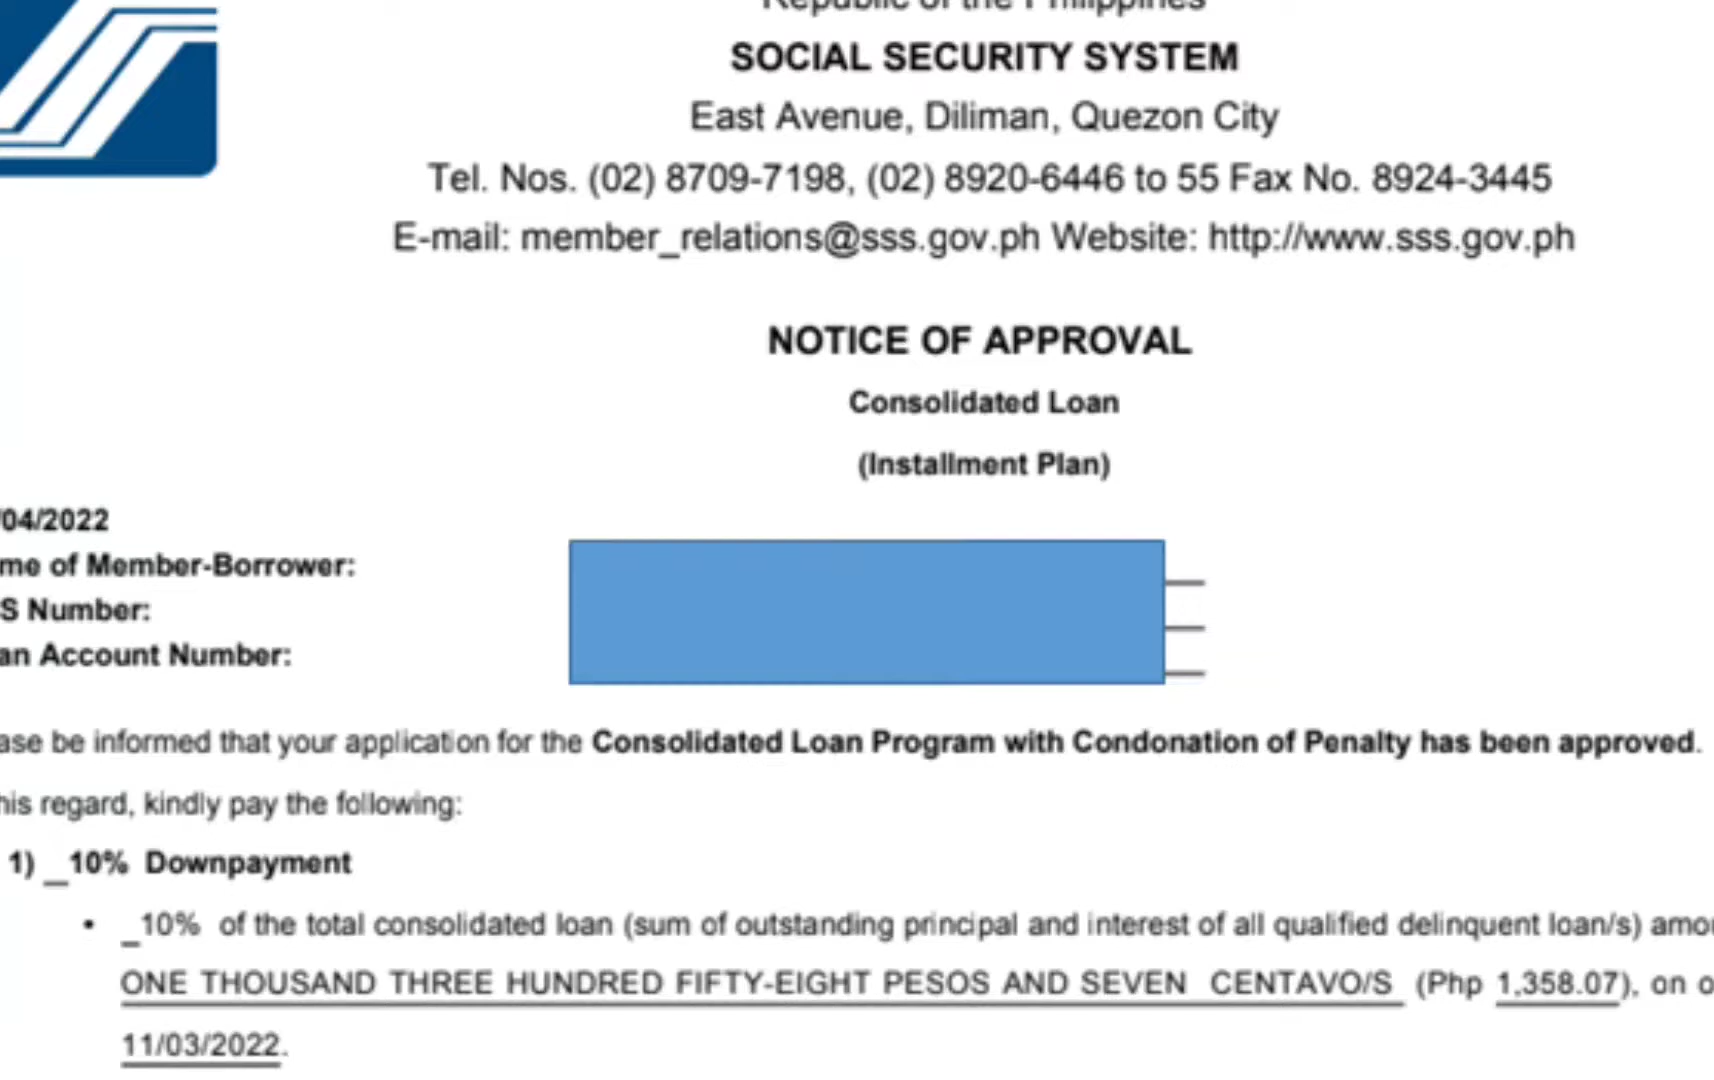 Republic of the Philippines
SOCIAL SECURITY SYSTEM
East Avenue, Diliman, Quezon City
Tel. Nos. (02) 8709-7198, (02) 8920-6446 to 55 Fax No. 8924-3445
E-mail: member_relations@sss.gov.ph Website: http://www.sss.gov.ph
NOTICE OF APPROVAL
Consolidated Loan
(Installment Plan)
/04/2022
me of Member-Borrower:
S Number:
an Account Number:
ase be informed that your application for the Consolidated Loan Program with Condonation of Penalty has been approved.
his regard, kindly pay the following:
1) _10% Downpayment
• _10% of the total consolidated loan (sum of outstanding principal and interest of all qualified delinquent loan/s) amo
ONE THOUSAND THREE HUNDRED FIFTY-EIGHT PESOS AND SEVEN CENTAVO/S (Php 1,358.07), on o
11/03/2022.